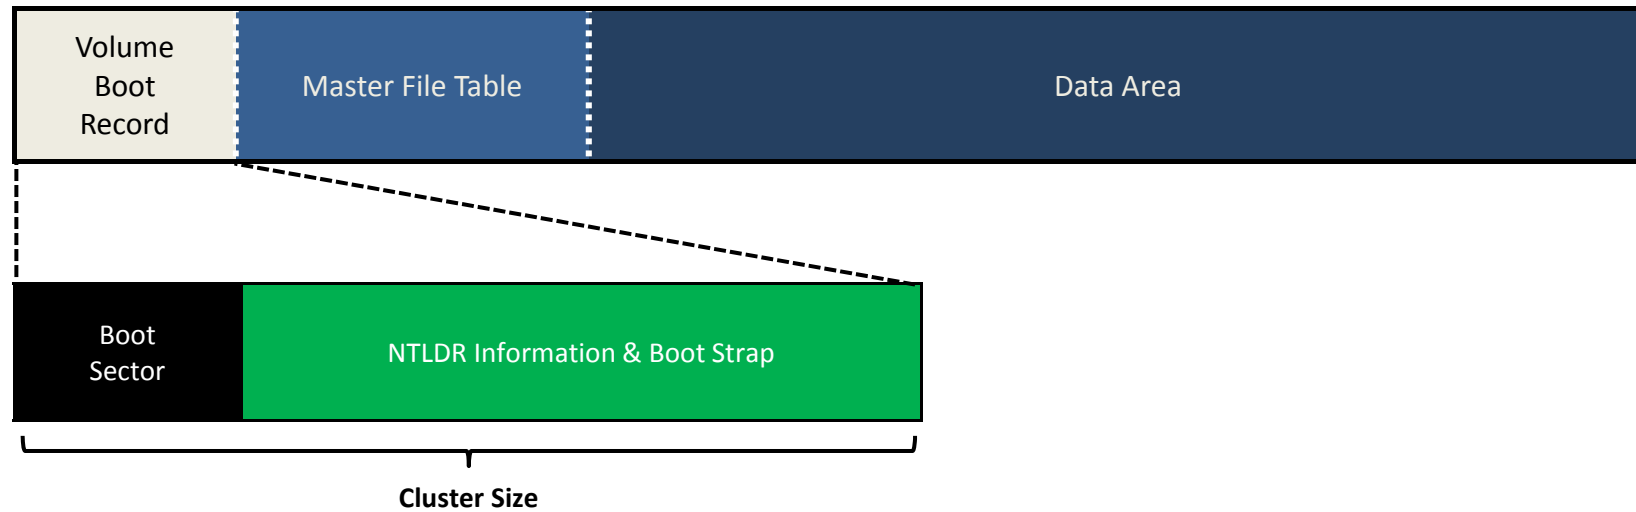 Volume
Boot
Record
Master File Table
Data Area
Boot
Sector
NTLDR Information & Boot Strap
Cluster Size